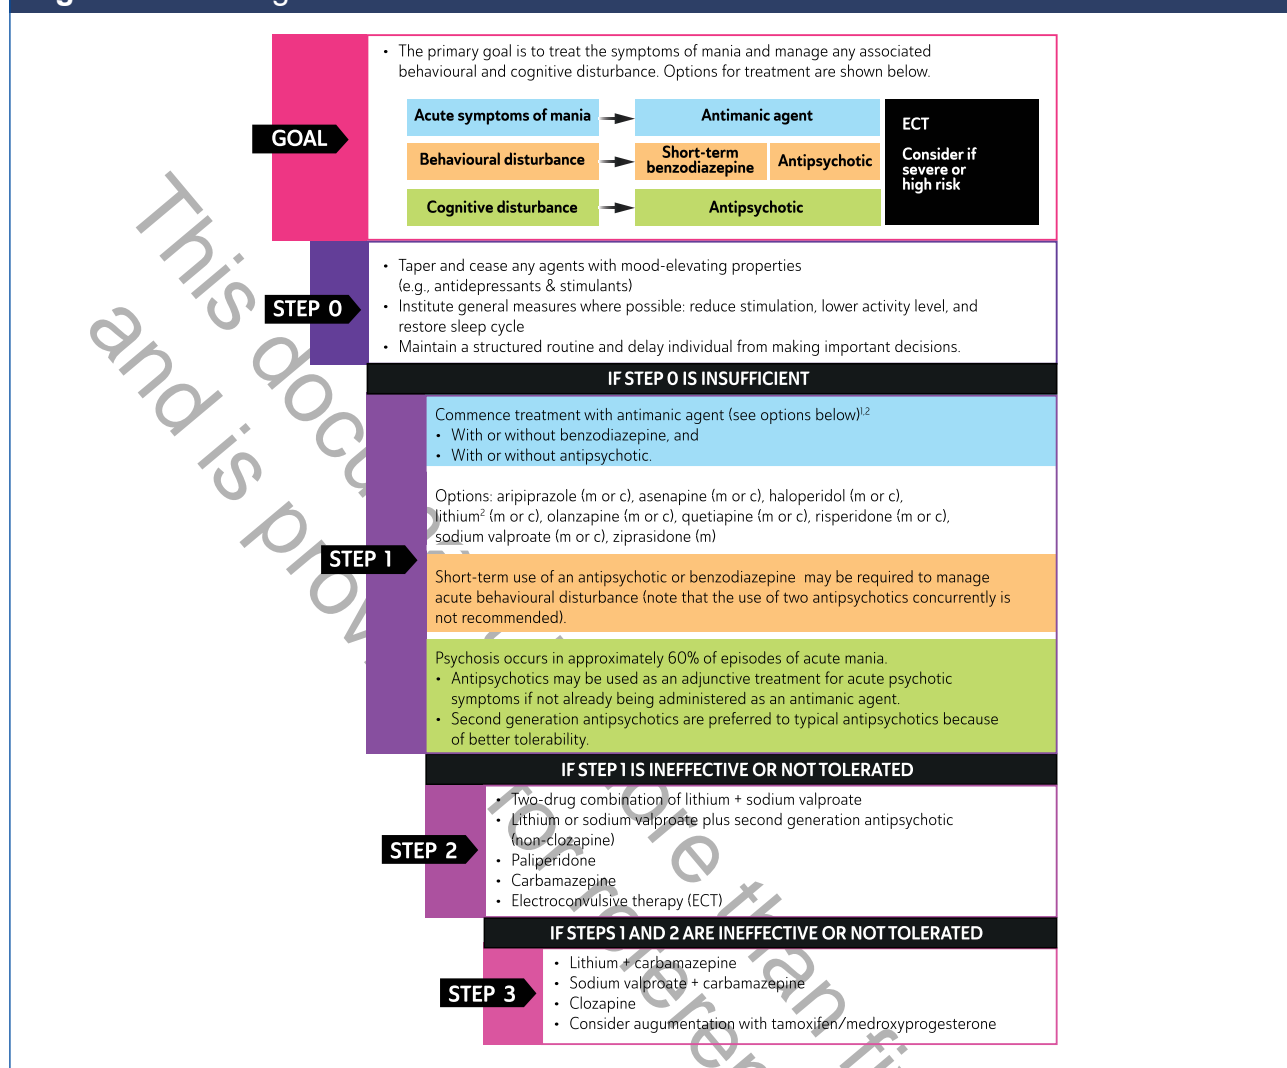 GOAL
• The primary goal is to treat the symptoms of mania and manage any associated
behavioural and cognitive disturbance. Options for treatment are shown below.
Acute symptoms of mania
Antimanic agent
Behavioural disturbance
Short-term
benzodiazepine
Antipsychotic
Cognitive disturbance
Antipsychotic
ECT
Consider if
severe or
high risk
STEP 0
• Taper and cease any agents with mood-elevating properties
(e.g., antidepressants & stimulants)
• Institute general measures where possible: reduce stimulation, lower activity level, and
restore sleep cycle
• Maintain a structured routine and delay individual from making important decisions.
IF STEP 0 IS INSUFFICIENT
STEP 1
Commence treatment with antimanic agent (see options below)1,2
• With or without benzodiazepine, and
• With or without antipsychotic.
Options: aripiprazole (m or c), asenapine (m or c), haloperidol (m or c),
lithium2 (m or c), olanzapine (m or c), quetiapine (m or c), risperidone (m or c),
sodium valproate (m or c), ziprasidone (m)
Short-term use of an antipsychotic or benzodiazepine may be required to manage
acute behavioural disturbance (note that the use of two antipsychotics concurrently is
not recommended).
Psychosis occurs in approximately 60% of episodes of acute mania.
• Antipsychotics may be used as an adjunctive treatment for acute psychotic
symptoms if not already being administered as an antimanic agent.
• Second generation antipsychotics are preferred to typical antipsychotics because
of better tolerability.
IF STEP 1 IS INEFFECTIVE OR NOT TOLERATED
STEP 2
• Two-drug combination of lithium + sodium valproate
• Lithium or sodium valproate plus second generation antipsychotic
(non-clozapine)
• Paliperidone
• Carbamazepine
• Electroconvulsive therapy (ECT)
IF STEPS 1 AND 2 ARE INEFFECTIVE OR NOT TOLERATED
STEP 3
• Lithium + carbamazepine
• Sodium valproate + carbamazepine
• Clozapine
• Consider augumentation with tamoxifen/medroxyprogesterone
This
than
and is
for